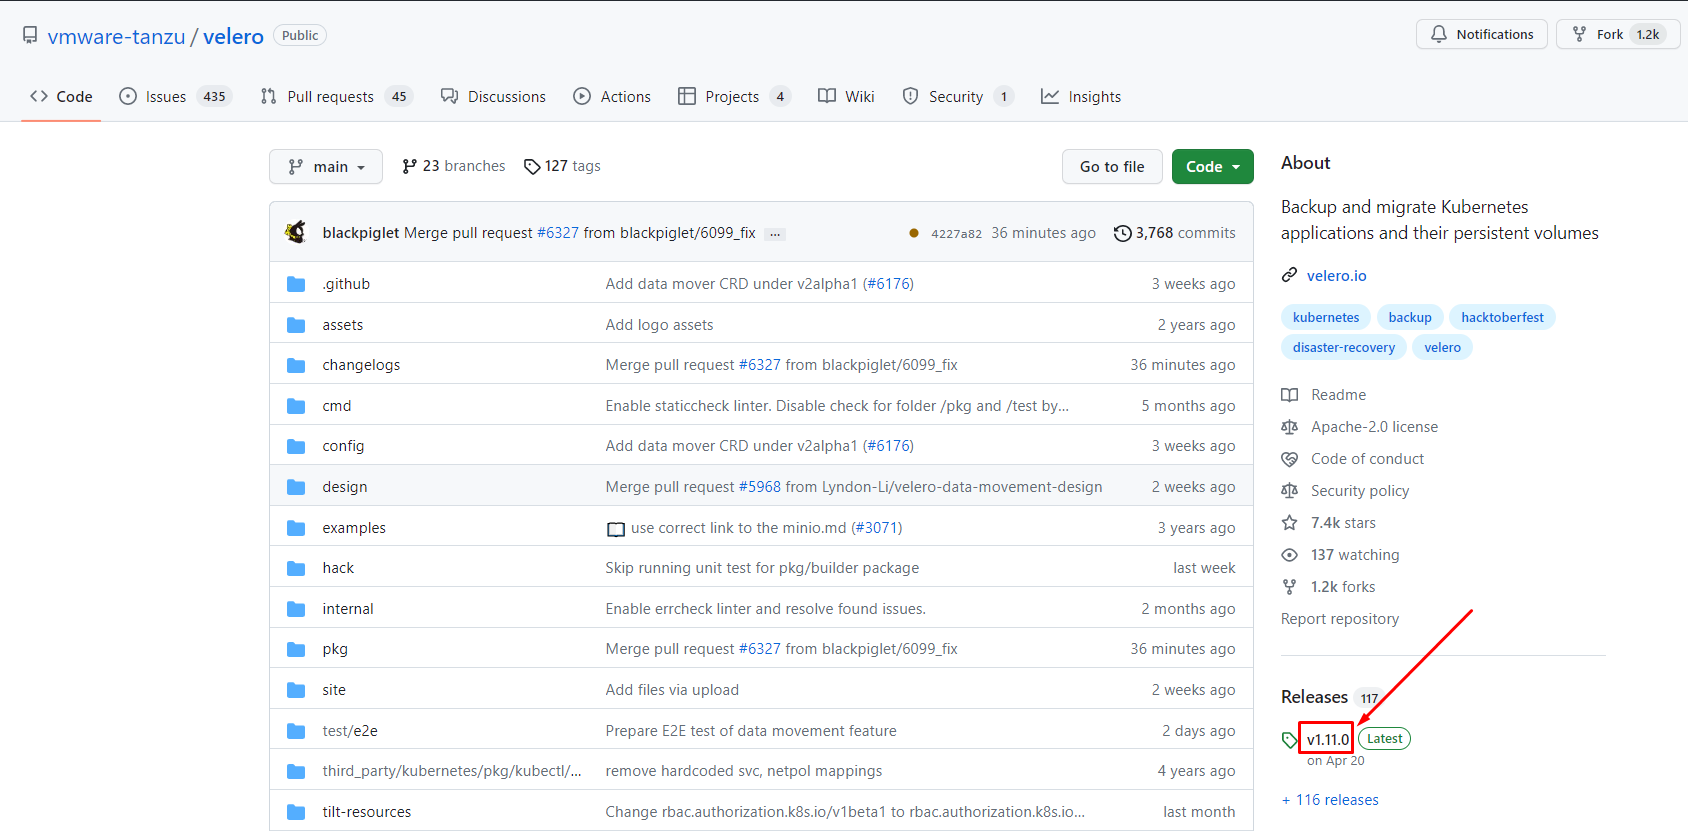 vmware-tanzu / velero Public
Notifications Fork 1.2k
Code Issues 435 Pull requests 45 Discussions Actions Projects 4 Wiki Security 1 Insights
main 23 branches 127 tags Go to file Code
blackpiglet Merge pull request #6327 from blackpiglet/6099_fix ... 4227a82 36 minutes ago 3,768 commits
.github Add data mover CRD under v2alpha1 (#6176) 3 weeks ago
assets Add logo assets 2 years ago
changelogs Merge pull request #6327 from blackpiglet/6099_fix 36 minutes ago
cmd Enable staticcheck linter. Disable check for folder /pkg and /test by... 5 months ago
config Add data mover CRD under v2alpha1 (#6176) 3 weeks ago
design Merge pull request #5968 from Lyndon-Li/velero-data-movement-design 2 weeks ago
examples use correct link to the minio.md (#3071) 3 years ago
hack Skip running unit test for pkg/builder package last week
internal Enable errcheck linter and resolve found issues. 2 months ago
pkg Merge pull request #6327 from blackpiglet/6099_fix 36 minutes ago
site Add files via upload 2 weeks ago
test/e2e Prepare E2E test of data movement feature 2 days ago
third_party/kubernetes/pkg/kubectl/... remove hardcoded svc, netpol mappings 4 years ago
tilt-resources Change rbac.authorization.k8s.io/v1beta1 to rbac.authorization.k8s.io... last month
About
Backup and migrate Kubernetes
applications and their persistent volumes
velero.io
kubernetes backup hacktoberfest
disaster-recovery velero
Readme
Apache-2.0 license
Code of conduct
Security policy
7.4k stars
137 watching
1.2k forks
Report repository
Releases 117
v1.11.0 Latest
on Apr 20
+ 116 releases